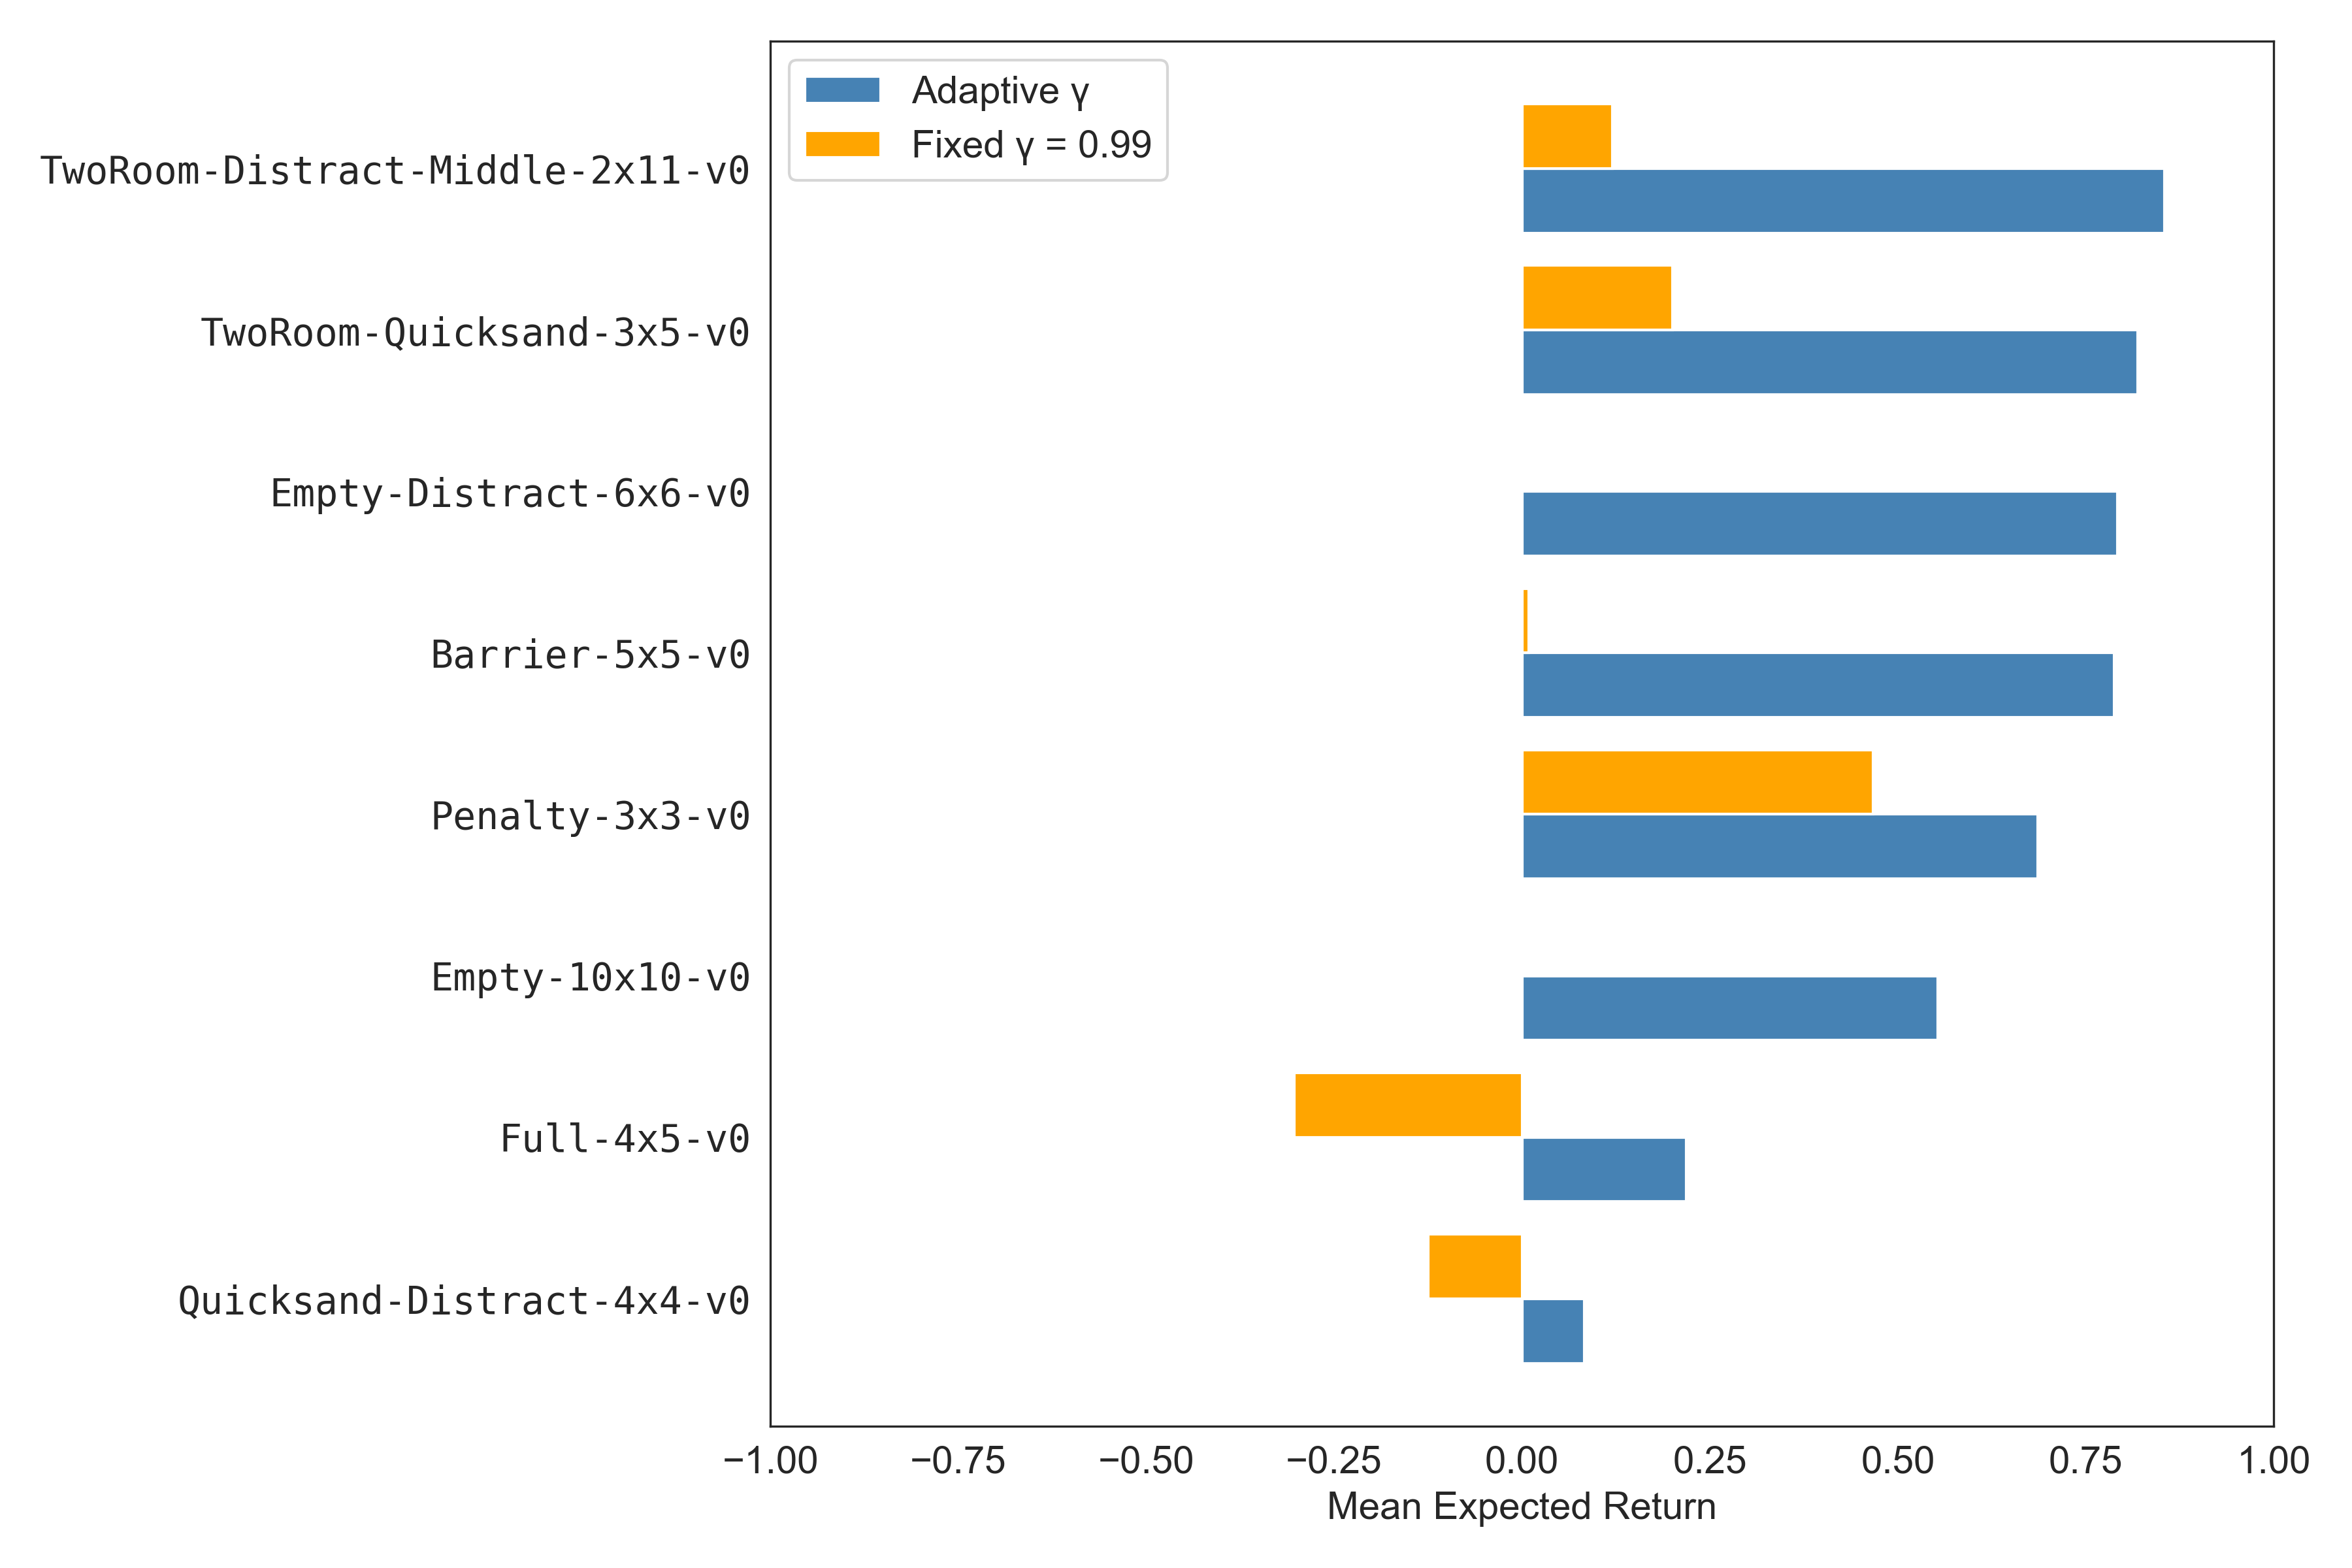 Adaptive γ
Fixed γ = 0.99
TwoRoom-Distract-Middle-2x11-v0
TwoRoom-Quicksand-3x5-v0
Empty-Distract-6x6-v0
Barrier-5x5-v0
Penalty-3x3-v0
Empty-10x10-v0
Full-4x5-v0
Quicksand-Distract-4x4-v0
−1.00 −0.75 −0.50 −0.25 0.00 0.25 0.50 0.75 1.00
Mean Expected Return